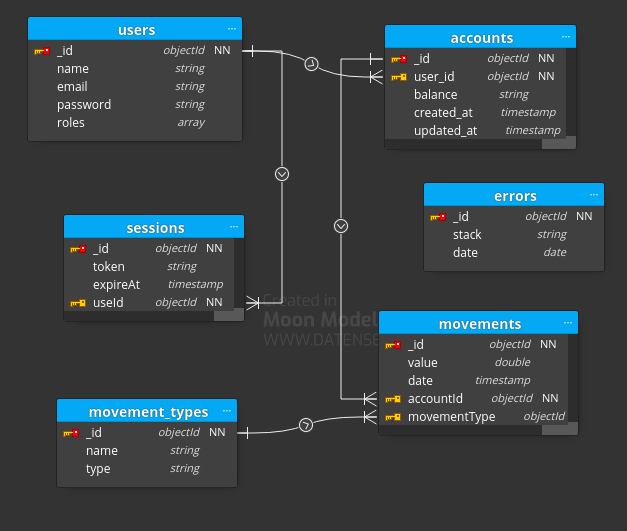 users ...
_id objectId NN
name string
email string
password string
roles array
accounts ...
_id objectId NN
user_id objectId NN
balance string
created_at timestamp
updated_at timestamp
errors ...
_id objectId NN
stack string
date date
sessions ...
_id objectId NN
token string
expireAt timestamp
useId objectId NN
Created in
Moon Model
WWW.DATENSE
movements ...
_id objectId NN
value double
date timestamp
accountId objectId NN
movementType objectId
movement_types ...
_id objectId NN
name string
type string